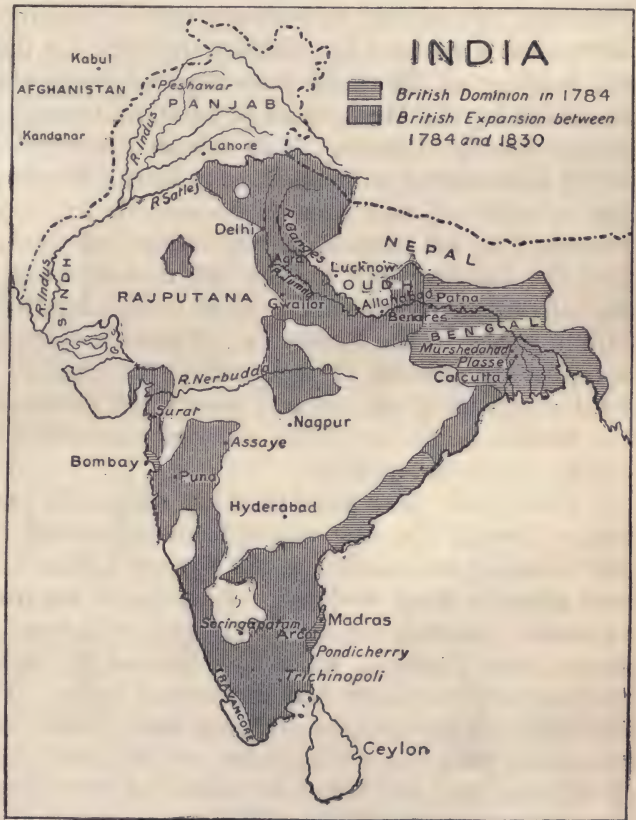 INDIA
British Dominion in 1784
British Expansion between
1784 and 1830
Kabul
AFGHANISTAN
Peshawar
PANJAB
Kandahar
R. Indus
Lahore
R. Satlej
Delhi
R. Ganges
NEPAL
Agra
R. Jumna
Lucknow
OUDH
R. Indus
SINDH
RAJPUTANA
Gwalior
Allahabad
Patna
Benares
BENGAL
Murshedabad
Plassey
Calcutta
R. Nerbudda
Surat
Nagpur
Assaye
Bombay
Puna
Hyderabad
Seringapatam
Arcot
Madras
Pondicherry
Trichinopoli
TRAVANCORE
Ceylon